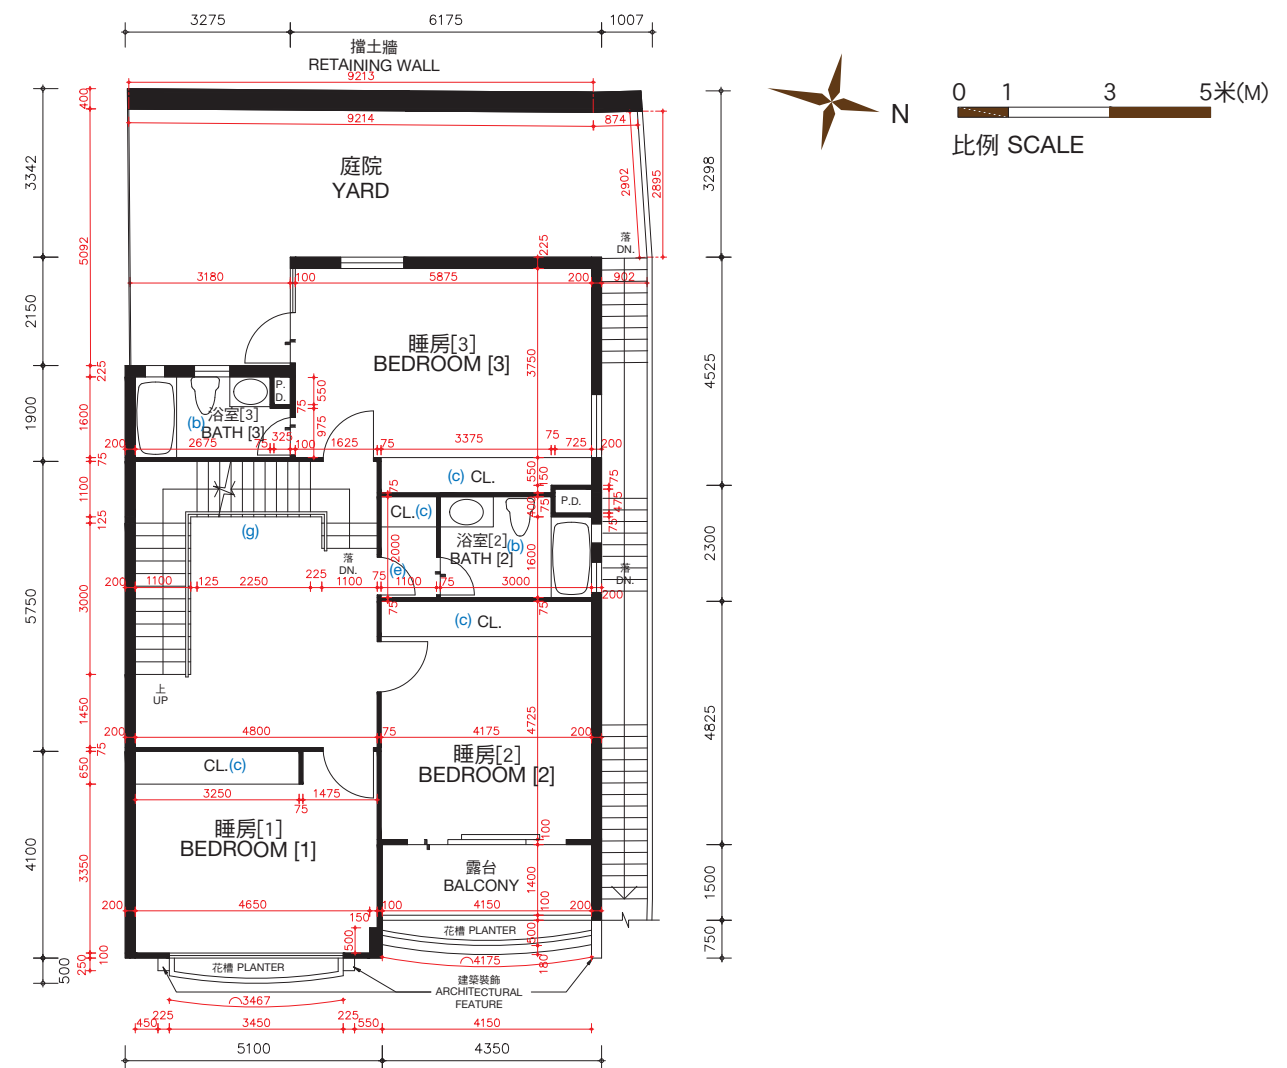 3275 6175 1007
擋土牆
RETAINING WALL
9213
400
9214 874
0 1 3 5米(M)
N
比例 SCALE
庭院
YARD
3342
3298
2902
2895
落
DN.
225
5092
3180 100 5875 200 902
2150
睡房[3]
BEDROOM [3]
3750
4525
225
P.
D.
550
75
浴室[3]
(b) BATH [3]
1900
1600
975
200 2675 75 325 100 1625 75 3375 75 725 200
75
(c) CL.
550
150
75
1100
75
CL.(c)
400
75
P.D.
475
75
125
(g)
浴室[2]
BATH [2]
(b)
2000
1600
2300
落
DN.
(e)
落
DN.
200 1100 125 2250 225 1100 75 1100 75 3000 200
3000
5750
75
75
(c) CL.
上
UP
1450
4725
4825
200 4800 75 4175 200
75
睡房[2]
BEDROOM [2]
650
CL.(c)
3250 75 1475
睡房[1]
BEDROOM [1]
100
4100
3350
露台
BALCONY
1400
1500
200 4650 150 100 4150 200
100
花槽 PLANTER
500
500
750
250
100
500
花槽 PLANTER
4175
180
建築裝飾
ARCHITECTURAL
FEATURE
3467
450 225 3450 225 550 4150
5100 4350